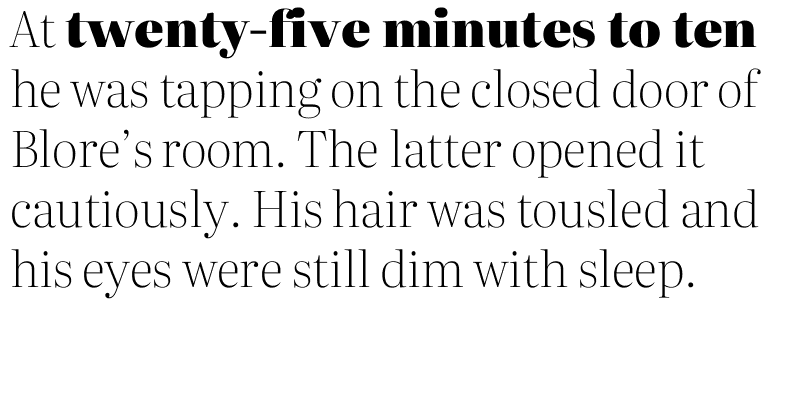 At twenty-five minutes to ten
he was tapping on the closed door of
Blore’s room. The latter opened it
cautiously. His hair was tousled and
his eyes were still dim with sleep.